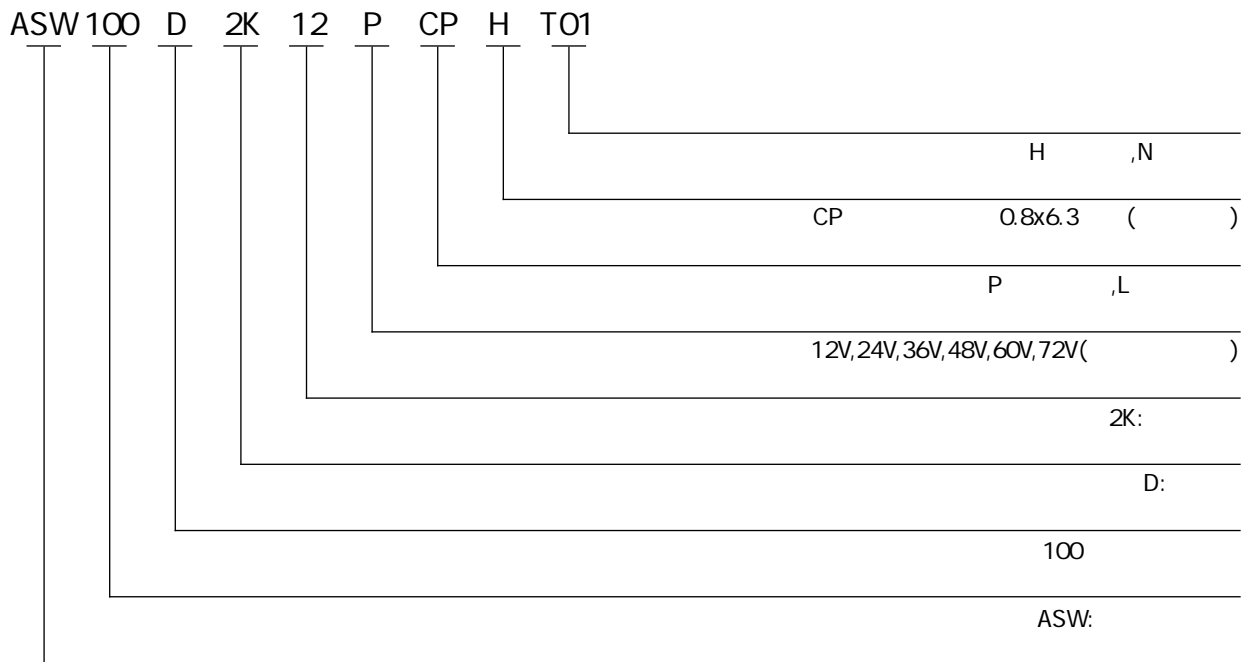 ASW 100 D 2K 12 P CP H T01
H ,N
CP 0.8x6.3 ( )
P ,L
12V,24V,36V,48V,60V,72V( )
2K:
D:
100
ASW: